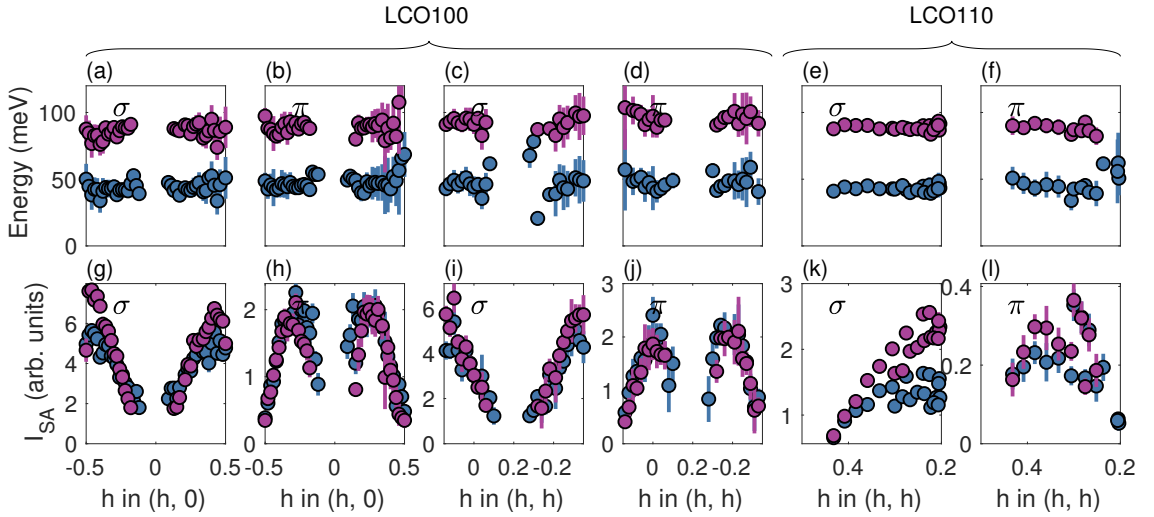 LCO100 LCO110
(a) (b) (c) (d) (e) (f)
σ π σ π σ π
100
50
0
Energy (meV)
(g) (h) (i) (j) (k) (l)
σ π σ π σ π
6
4
2
0
2
1
0
6
4
2
0
3
2
1
0
3
2
1
0.4
0.2
0
I_SA (arb. units)
-0.5 0 0.5 0 0.5 0 0.2 -0.2 0 0.2 -0.2 0.4 0.2 0.4 0.2
h in (h, 0) h in (h, 0) h in (h, h) h in (h, h) h in (h, h) h in (h, h)